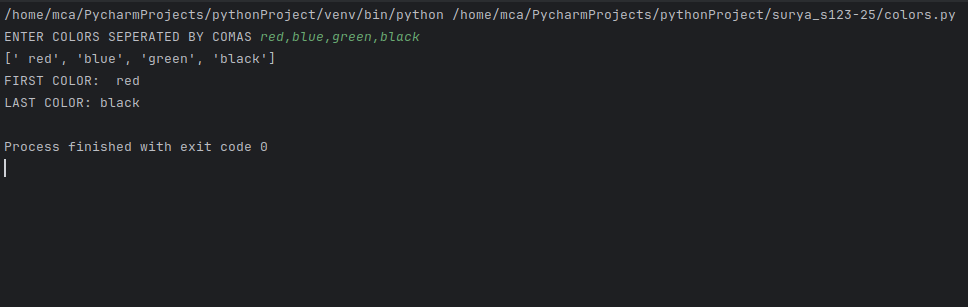 /home/mca/PycharmProjects/pythonProject/venv/bin/python /home/mca/PycharmProjects/pythonProject/surya_s123-25/colors.py
ENTER COLORS SEPERATED BY COMAS red,blue,green,black
[' red', 'blue', 'green', 'black']
FIRST COLOR:  red
LAST COLOR: black
Process finished with exit code 0